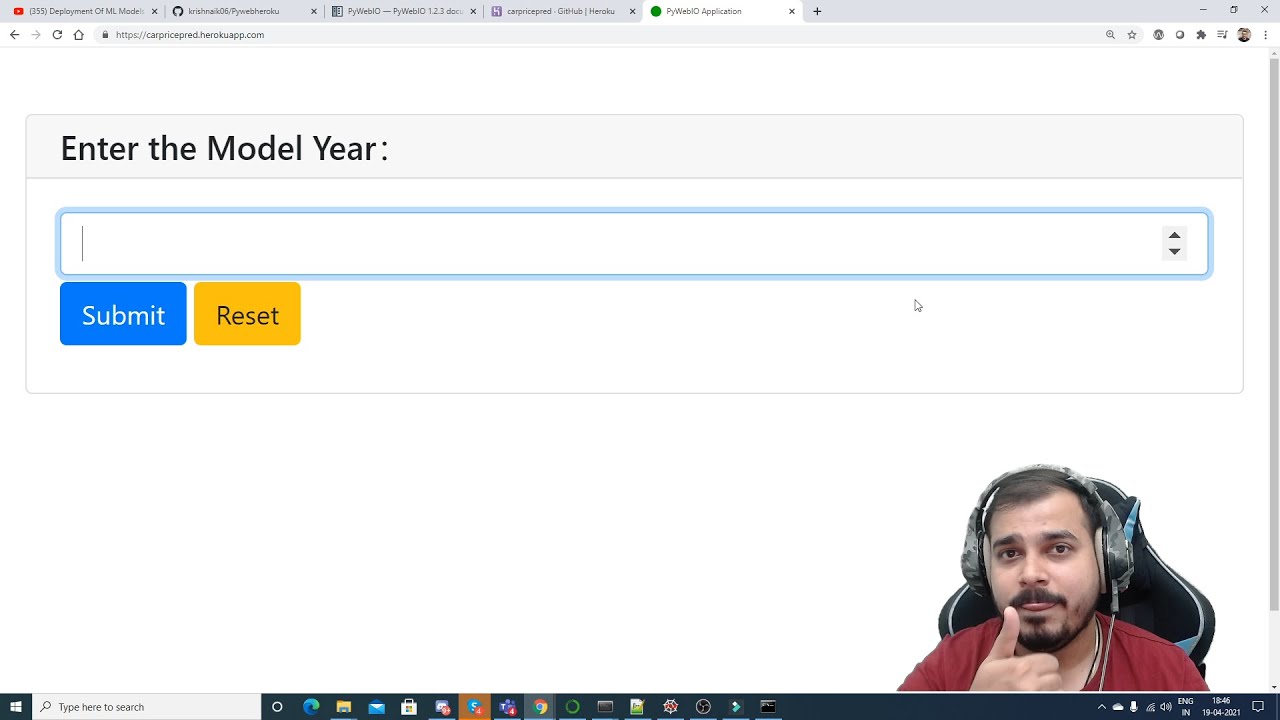 (355) Deployment Of ML Models
krishnaik06/Pywebheroku
PyWebIO — PyWebIO 1.2.3 docu
carpricepred · GitHub | Heroku
PyWebIO Application
https://carpricepred.herokuapp.com
Enter the Model Year：
Submit
Reset
Type here to search
ENG
IN
18:46
19-04-2021